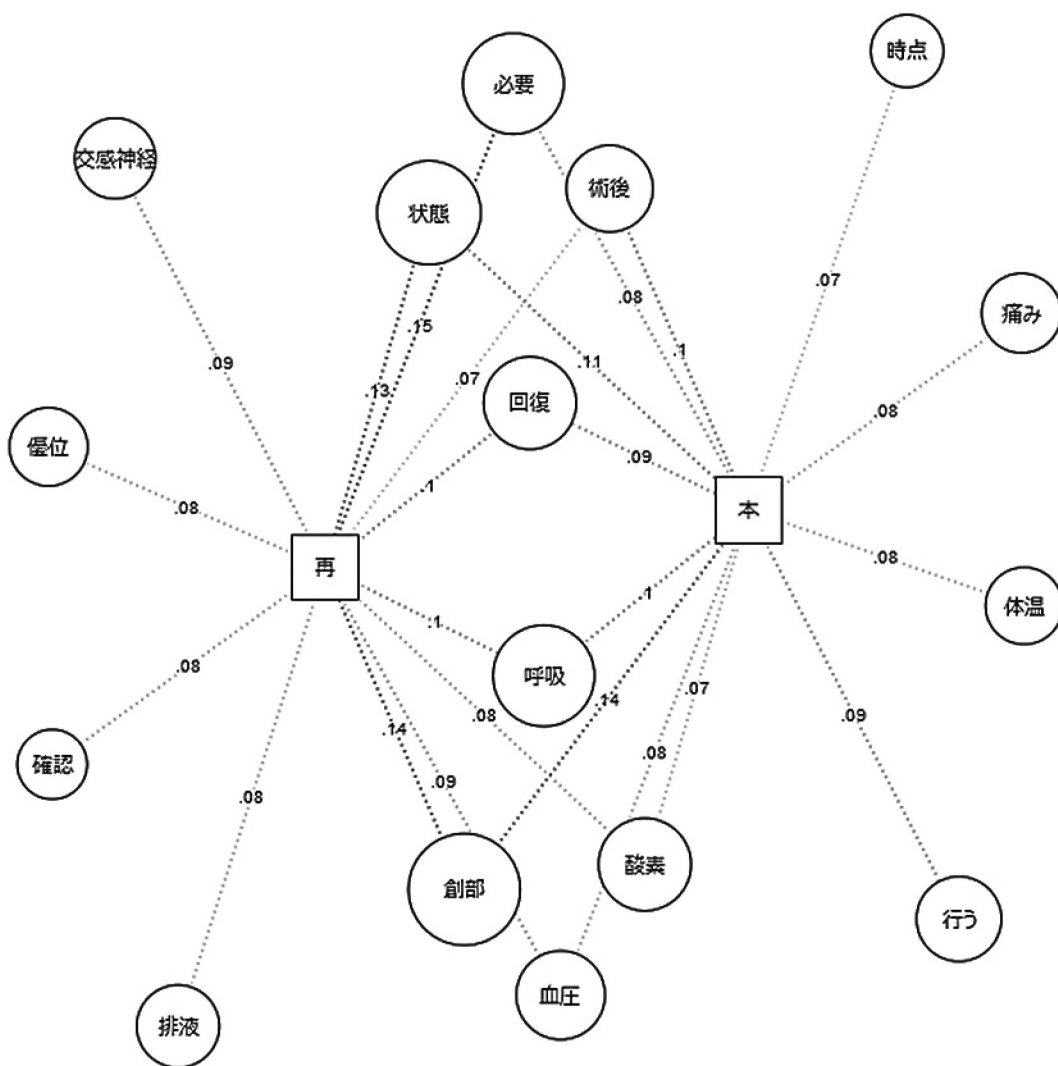 必要
時点
交感神経
状態
術後
.08
.07
.1
痛み
.15
.09
.11
.07
.13
回復
.08
優位
.09
.1
.08
本
再
.08
体温
.1
.1
.08
呼吸
.07
.14
.08
.14
.09
確認
.08
.09
.08
酸素
創部
行う
血圧
排液